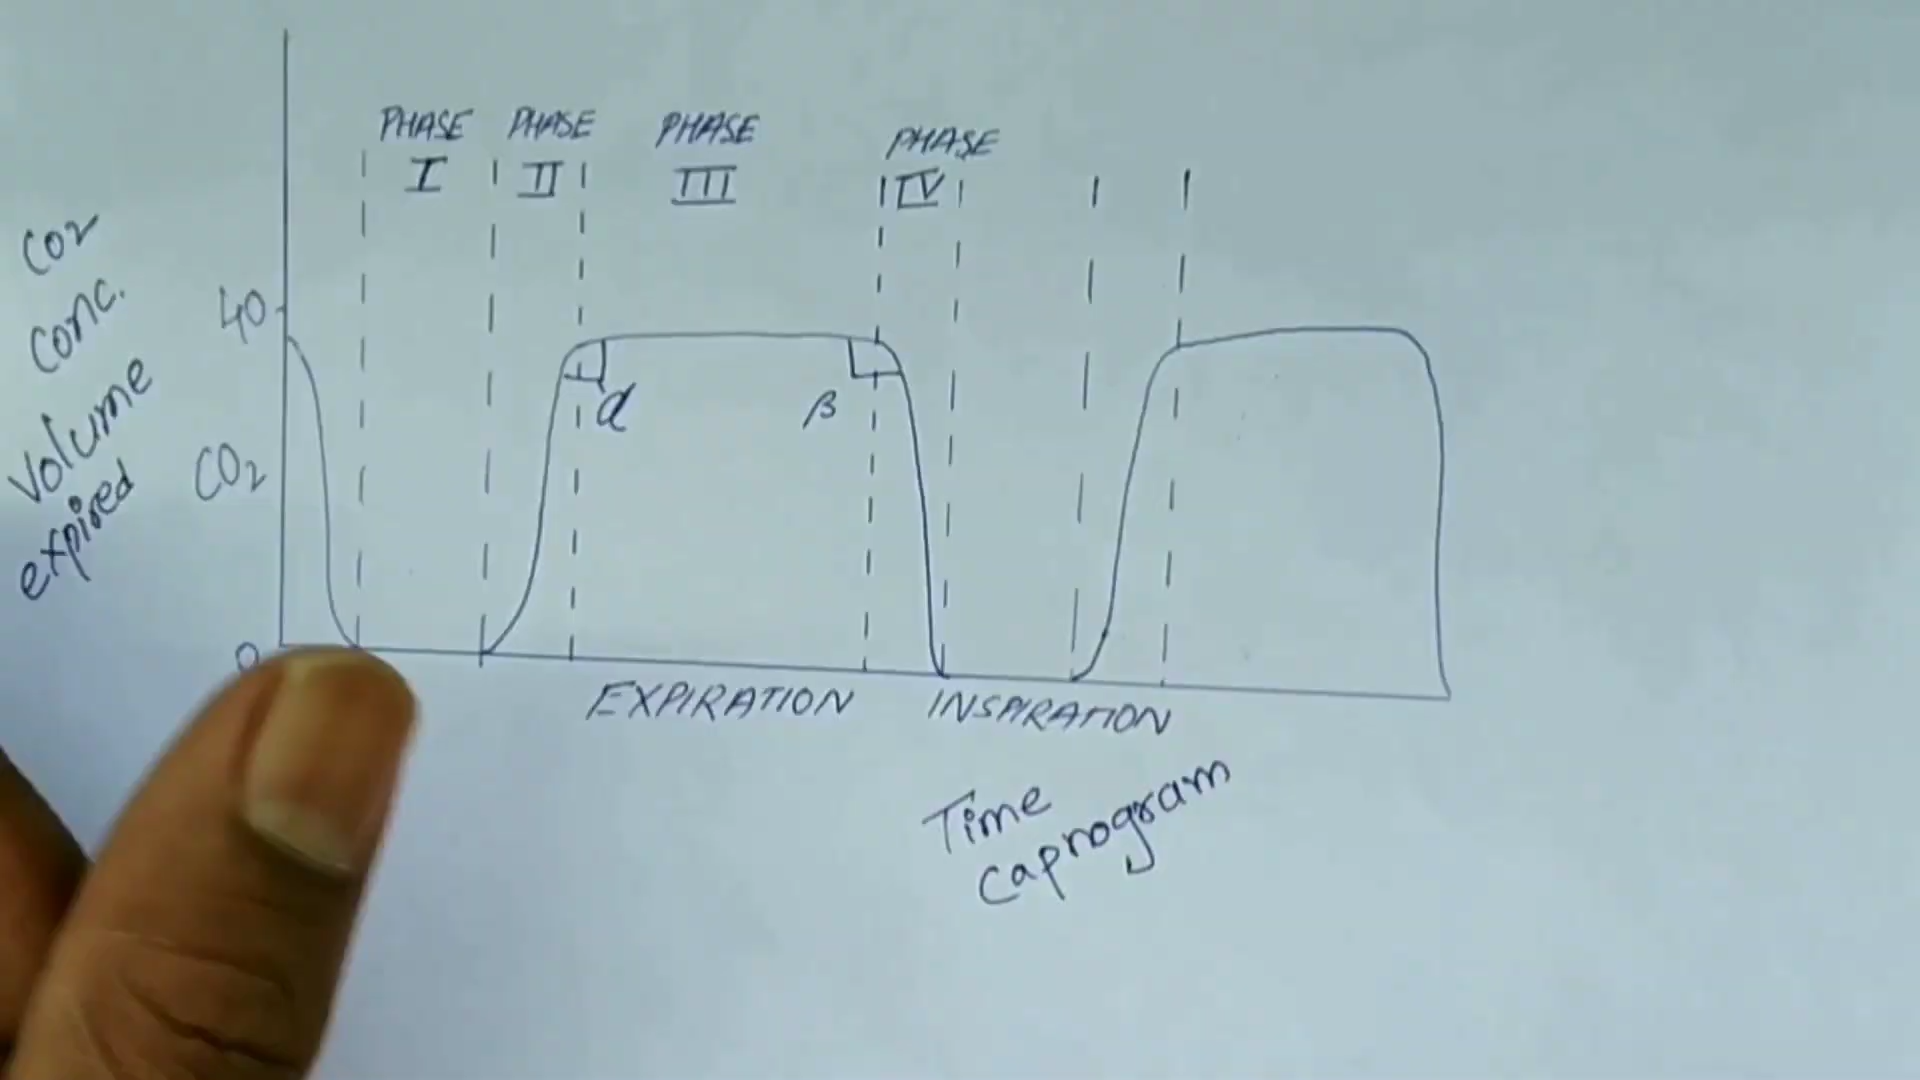 PHASE
I
PHASE
II
PHASE
III
PHASE
IV
CO2
conc.
Volume
expired
40
CO2
0
α
β
EXPIRATION
INSPIRATION
Time
capnogram